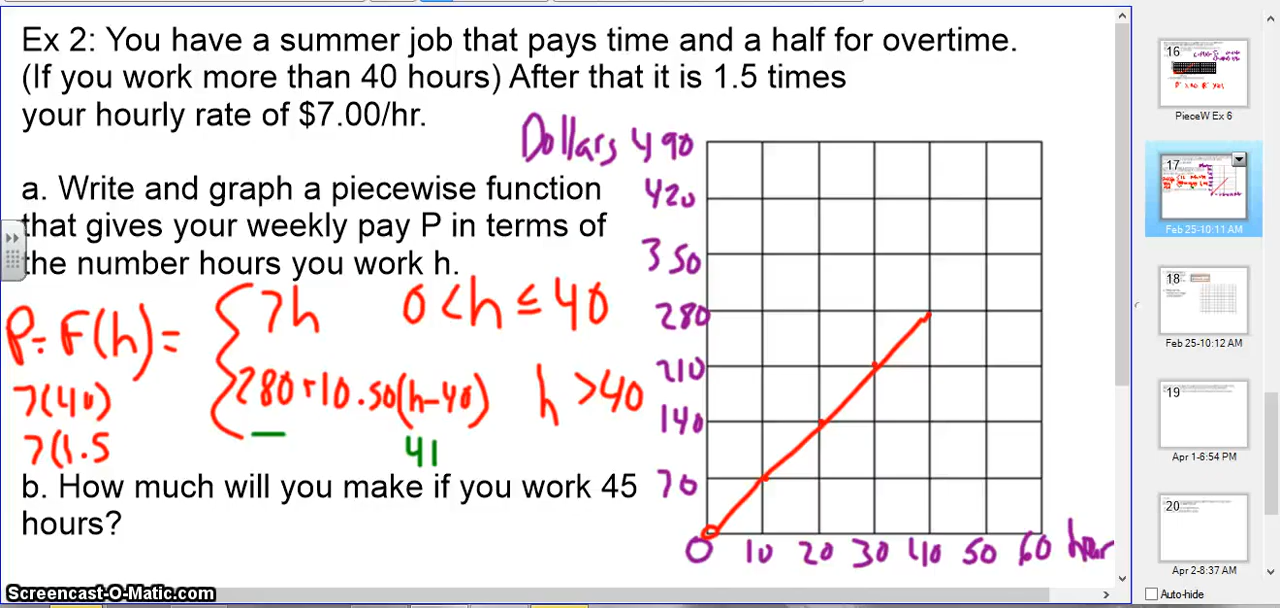 Ex 2: You have a summer job that pays time and a half for overtime.
(If you work more than 40 hours) After that it is 1.5 times
your hourly rate of $7.00/hr.
a. Write and graph a piecewise function
that gives your weekly pay P in terms of
the number hours you work h.
P = F(h) = { 7h 0 < h ≤ 40
280 + 10.50(h-40) h > 40
7(40)
7(1.5
41
b. How much will you make if you work 45
hours?
Dollars 490
420
350
280
210
140
70
0 10 20 30 40 50 60 hour
Screencast-O-Matic.com
16
PieceW Ex 6
17
Feb 25-10:11 AM
18
Feb 25-10:12 AM
19
Apr 1-6:54 PM
20
Apr 2-8:37 AM
Auto-hide